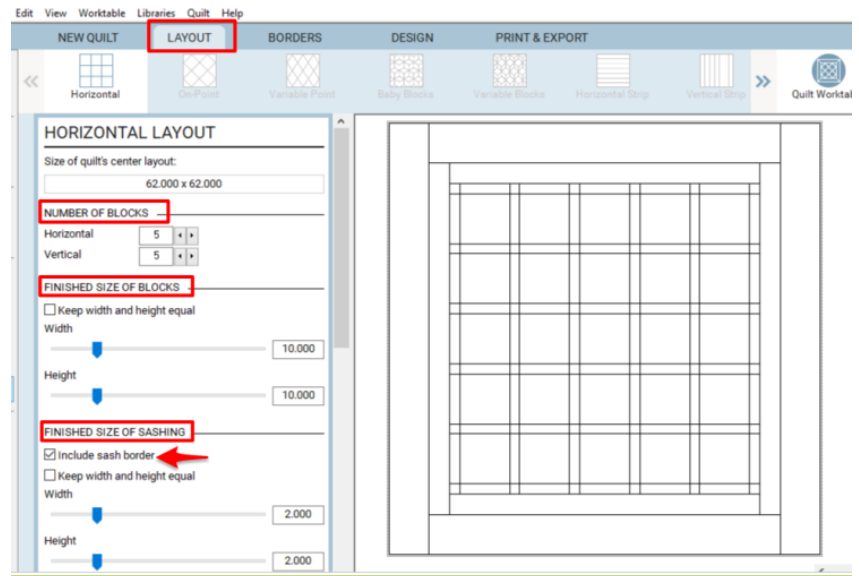 Edit View Worktable Libraries Quilt Help
NEW QUILT LAYOUT BORDERS DESIGN PRINT & EXPORT
Horizontal On-Point Variable Point Baby Blocks Variable Blocks Horizontal Strip Vertical Strip Quilt Worktal
HORIZONTAL LAYOUT
Size of quilt's center layout:
62.000 x 62.000
NUMBER OF BLOCKS
Horizontal 5
Vertical 5
FINISHED SIZE OF BLOCKS
Keep width and height equal
Width
10.000
Height
10.000
FINISHED SIZE OF SASHING
Include sash border
Keep width and height equal
Width
2.000
Height
2.000